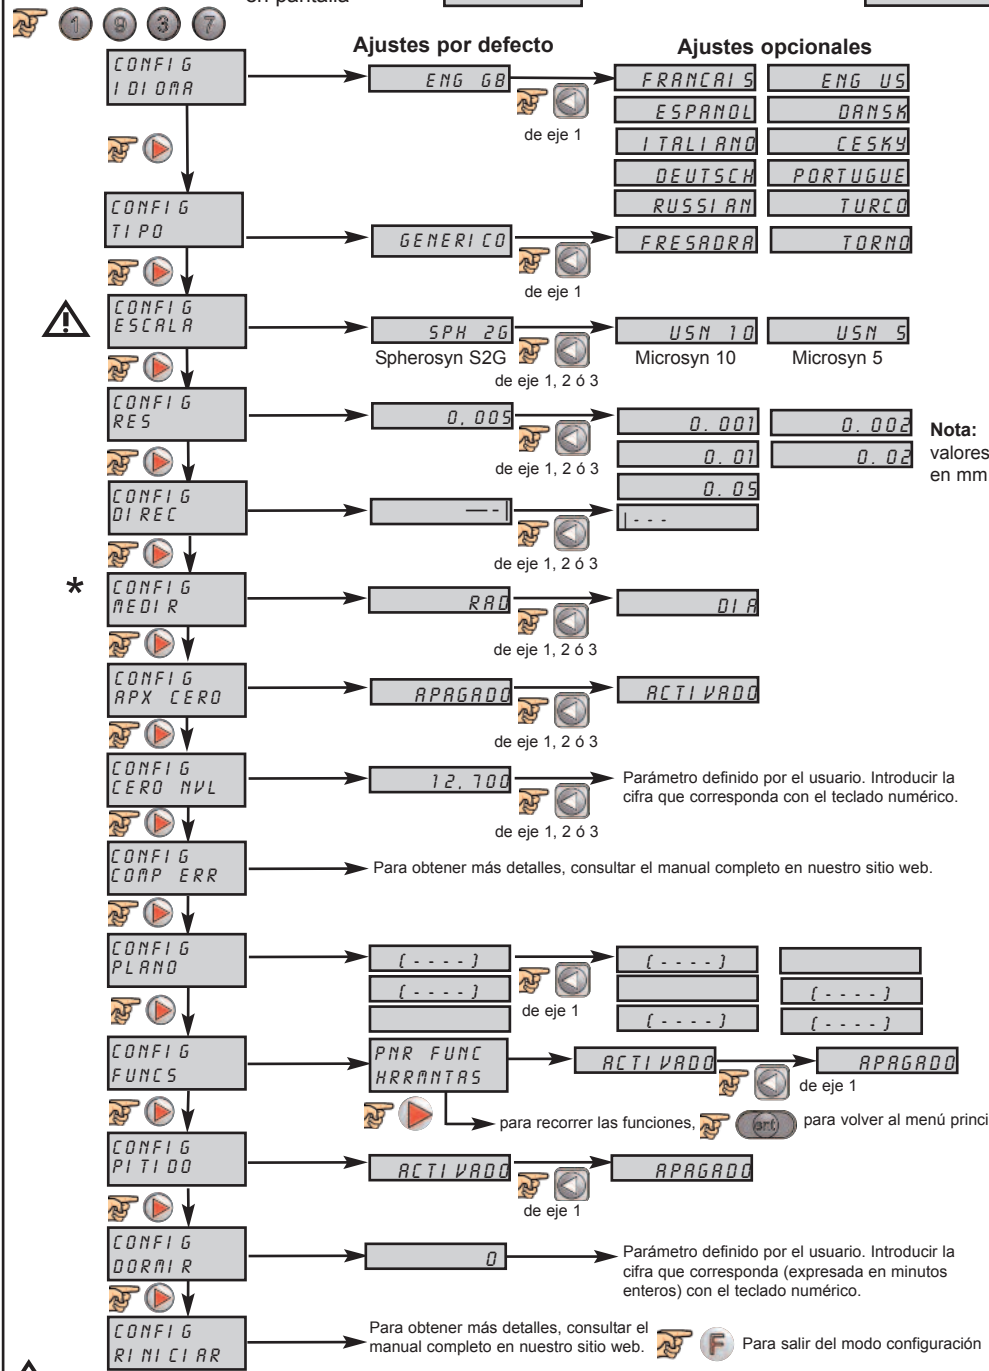 en pantalla
1 9 3 7
Ajustes por defecto
Ajustes opcionales
CONFIG
IDIOMA
ENG GB
de eje 1
FRANCAIS
ENG US
ESPANOL
DANSK
ITALIANO
CESKY
DEUTSCH
PORTUGUE
RUSSIAN
TURCO
CONFIG
TIPO
GENERICO
de eje 1
FRESADRA
TORNO
CONFIG
ESCALA
SPH 2G
Spherosyn S2G
de eje 1, 2 ó 3
USN 10
Microsyn 10
USN 5
Microsyn 5
CONFIG
RES
0,005
de eje 1, 2 ó 3
0.001
0.002
0.01
0.02
0.05
Nota:
valores
en mm
CONFIG
DIREC
de eje 1, 2 ó 3
*
CONFIG
MEDIR
RAD
de eje 1, 2 ó 3
DIA
CONFIG
APX CERO
APAGADO
de eje 1, 2 ó 3
ACTIVADO
CONFIG
CERO NVL
12,700
de eje 1, 2 ó 3
Parámetro definido por el usuario. Introducir la
cifra que corresponda con el teclado numérico.
CONFIG
COMP ERR
Para obtener más detalles, consultar el manual completo en nuestro sitio web.
CONFIG
PLANO
(----)
(----)
de eje 1
(----)
(----)
(----)
(----)
CONFIG
FUNCS
PNR FUNC
HRRMNTAS
ACTIVADO
de eje 1
APAGADO
para recorrer las funciones,
ent
para volver al menú princi
CONFIG
PITIDO
ACTIVADO
de eje 1
APAGADO
CONFIG
DORMIR
0
Parámetro definido por el usuario. Introducir la
cifra que corresponda (expresada en minutos
enteros) con el teclado numérico.
CONFIG
RINICIAR
Para obtener más detalles, consultar el
manual completo en nuestro sitio web.
F
Para salir del modo configuración